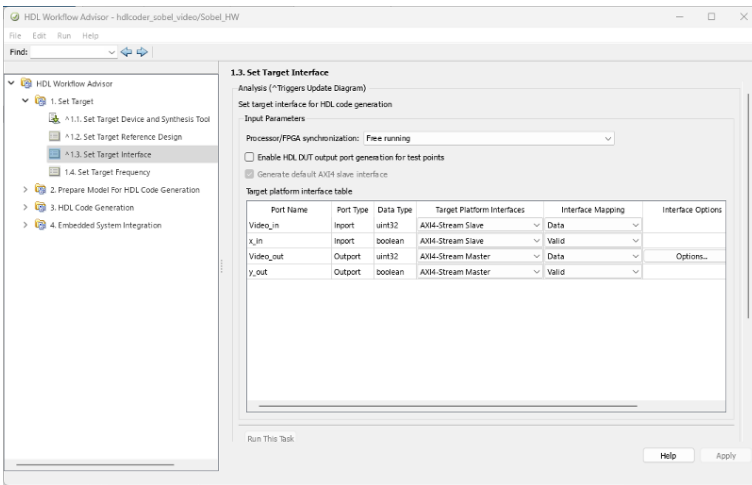 HDL Workflow Advisor - hdlcoder_sobel_video/Sobel_HW
File Edit Run Help
Find:
HDL Workflow Advisor
1. Set Target
^1.1. Set Target Device and Synthesis Tool
^1.2. Set Target Reference Design
^1.3. Set Target Interface
1.4. Set Target Frequency
2. Prepare Model For HDL Code Generation
3. HDL Code Generation
4. Embedded System Integration
1.3. Set Target Interface
Analysis (^Triggers Update Diagram)
Set target interface for HDL code generation
Input Parameters
Processor/FPGA synchronization: Free running
Enable HDL DUT output port generation for test points
Generate default AXI4 slave interface
Target platform interface table
Port Name Port Type Data Type Target Platform Interfaces Interface Mapping Interface Options
Video_in Inport uint32 AXI4-Stream Slave Data
x_in Inport boolean AXI4-Stream Slave Valid
Video_out Outport uint32 AXI4-Stream Master Data Options...
y_out Outport boolean AXI4-Stream Master Valid
Run This Task
Help Apply